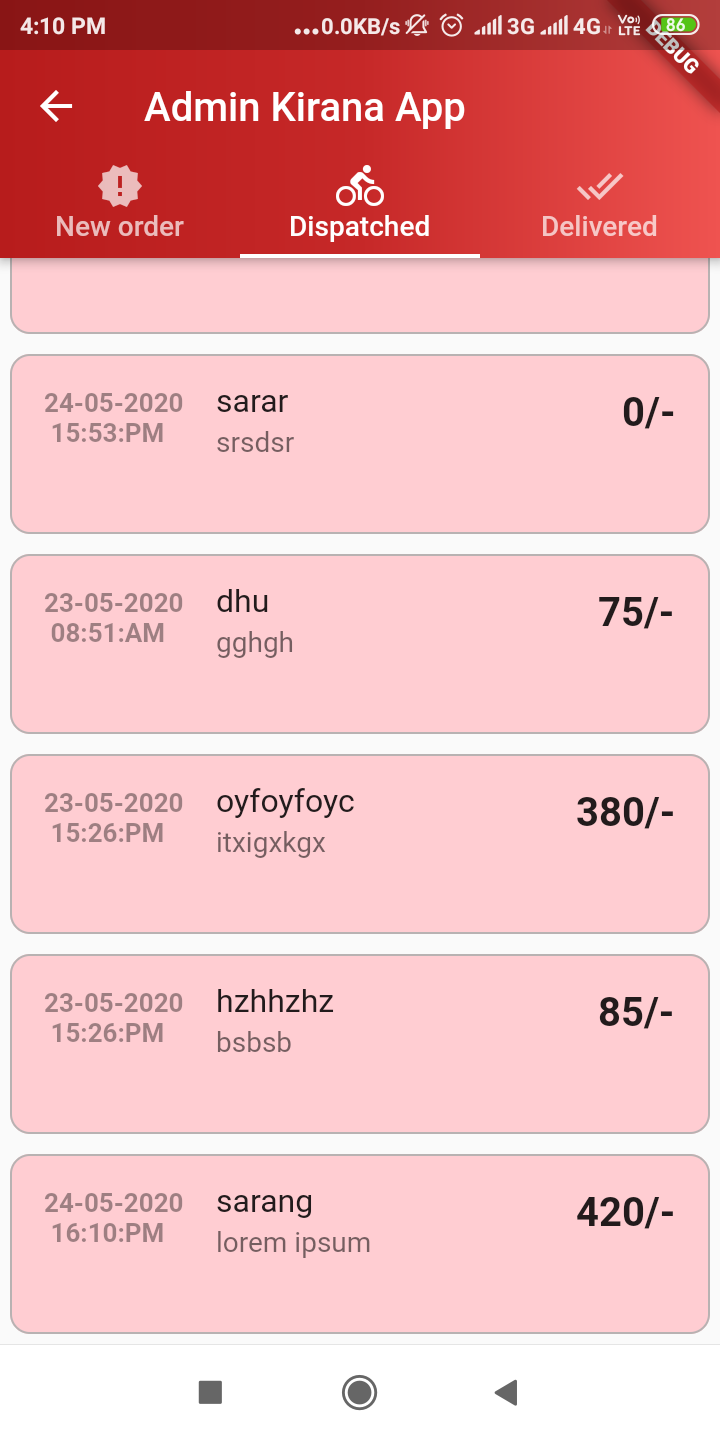 4:10 PM ...0.0KB/s 3G 4G Vo) LTE 86
DEBUG
Admin Kirana App
New order Dispatched Delivered
24-05-2020 sarar 0/-
15:53:PM srsdsr
23-05-2020 dhu 75/-
08:51:AM gghgh
23-05-2020 oyfoyfoyc 380/-
15:26:PM itxigxkgx
23-05-2020 hzhhzhz 85/-
15:26:PM bsbsb
24-05-2020 sarang 420/-
16:10:PM lorem ipsum